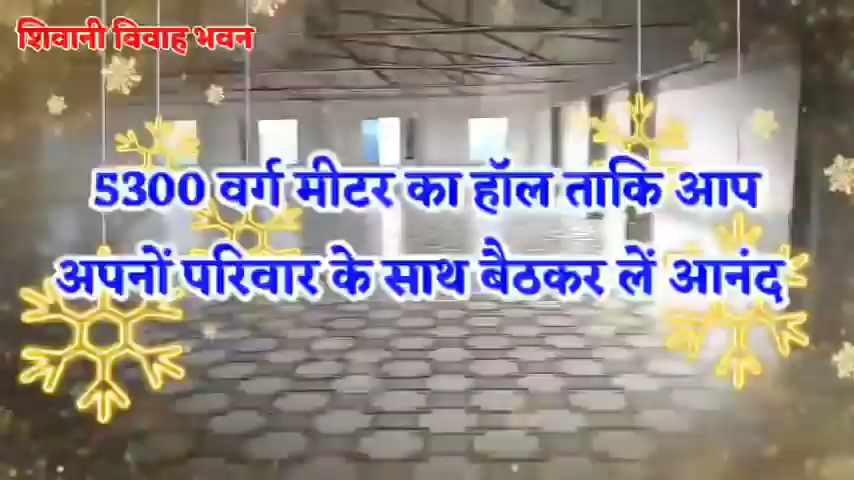 शिवानी विवाह भवन
5300 वर्ग मीटर का हॉल ताकि आप
अपनों परिवार के साथ बैठकर लें आनंद